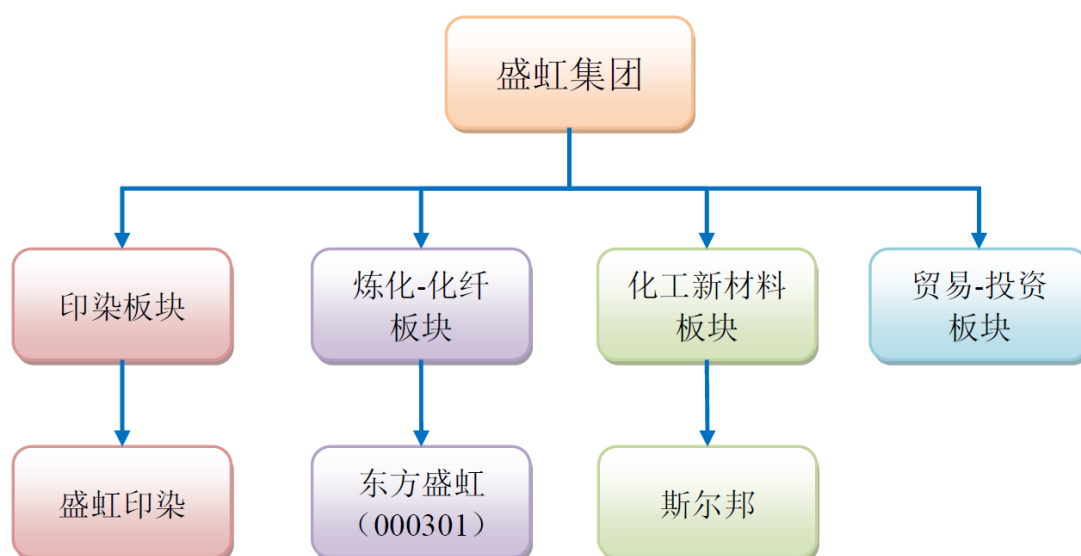 盛虹集团
印染板块
炼化-化纤
板块
化工新材料
板块
贸易-投资
板块
盛虹印染
东方盛虹
（000301）
斯尔邦